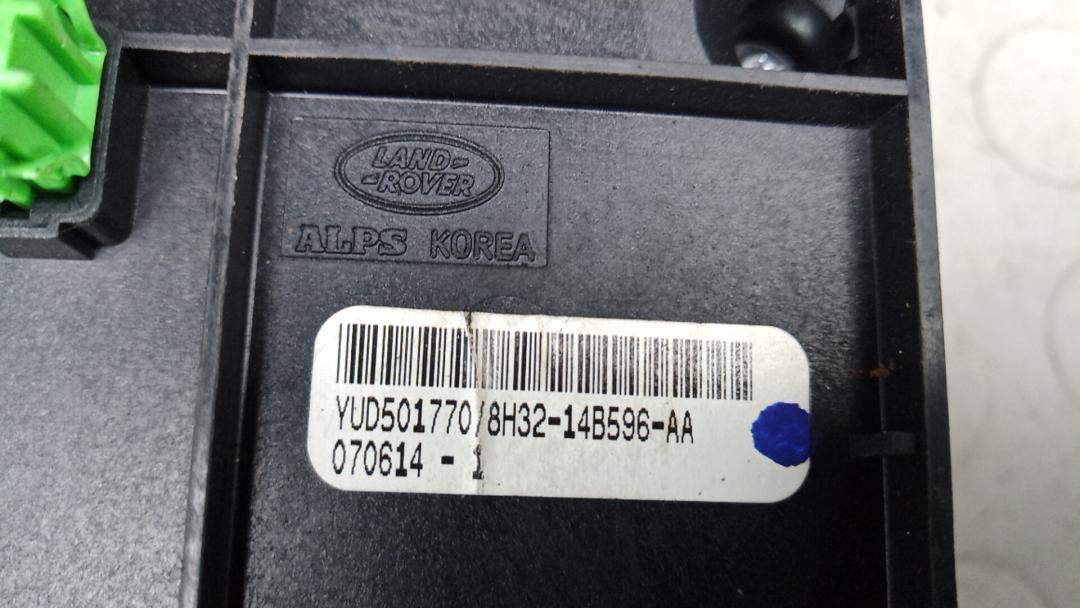 LAND-
-ROVER
ALPS KOREA
YUD501770/8H32-14B596-AA
070614 - 1